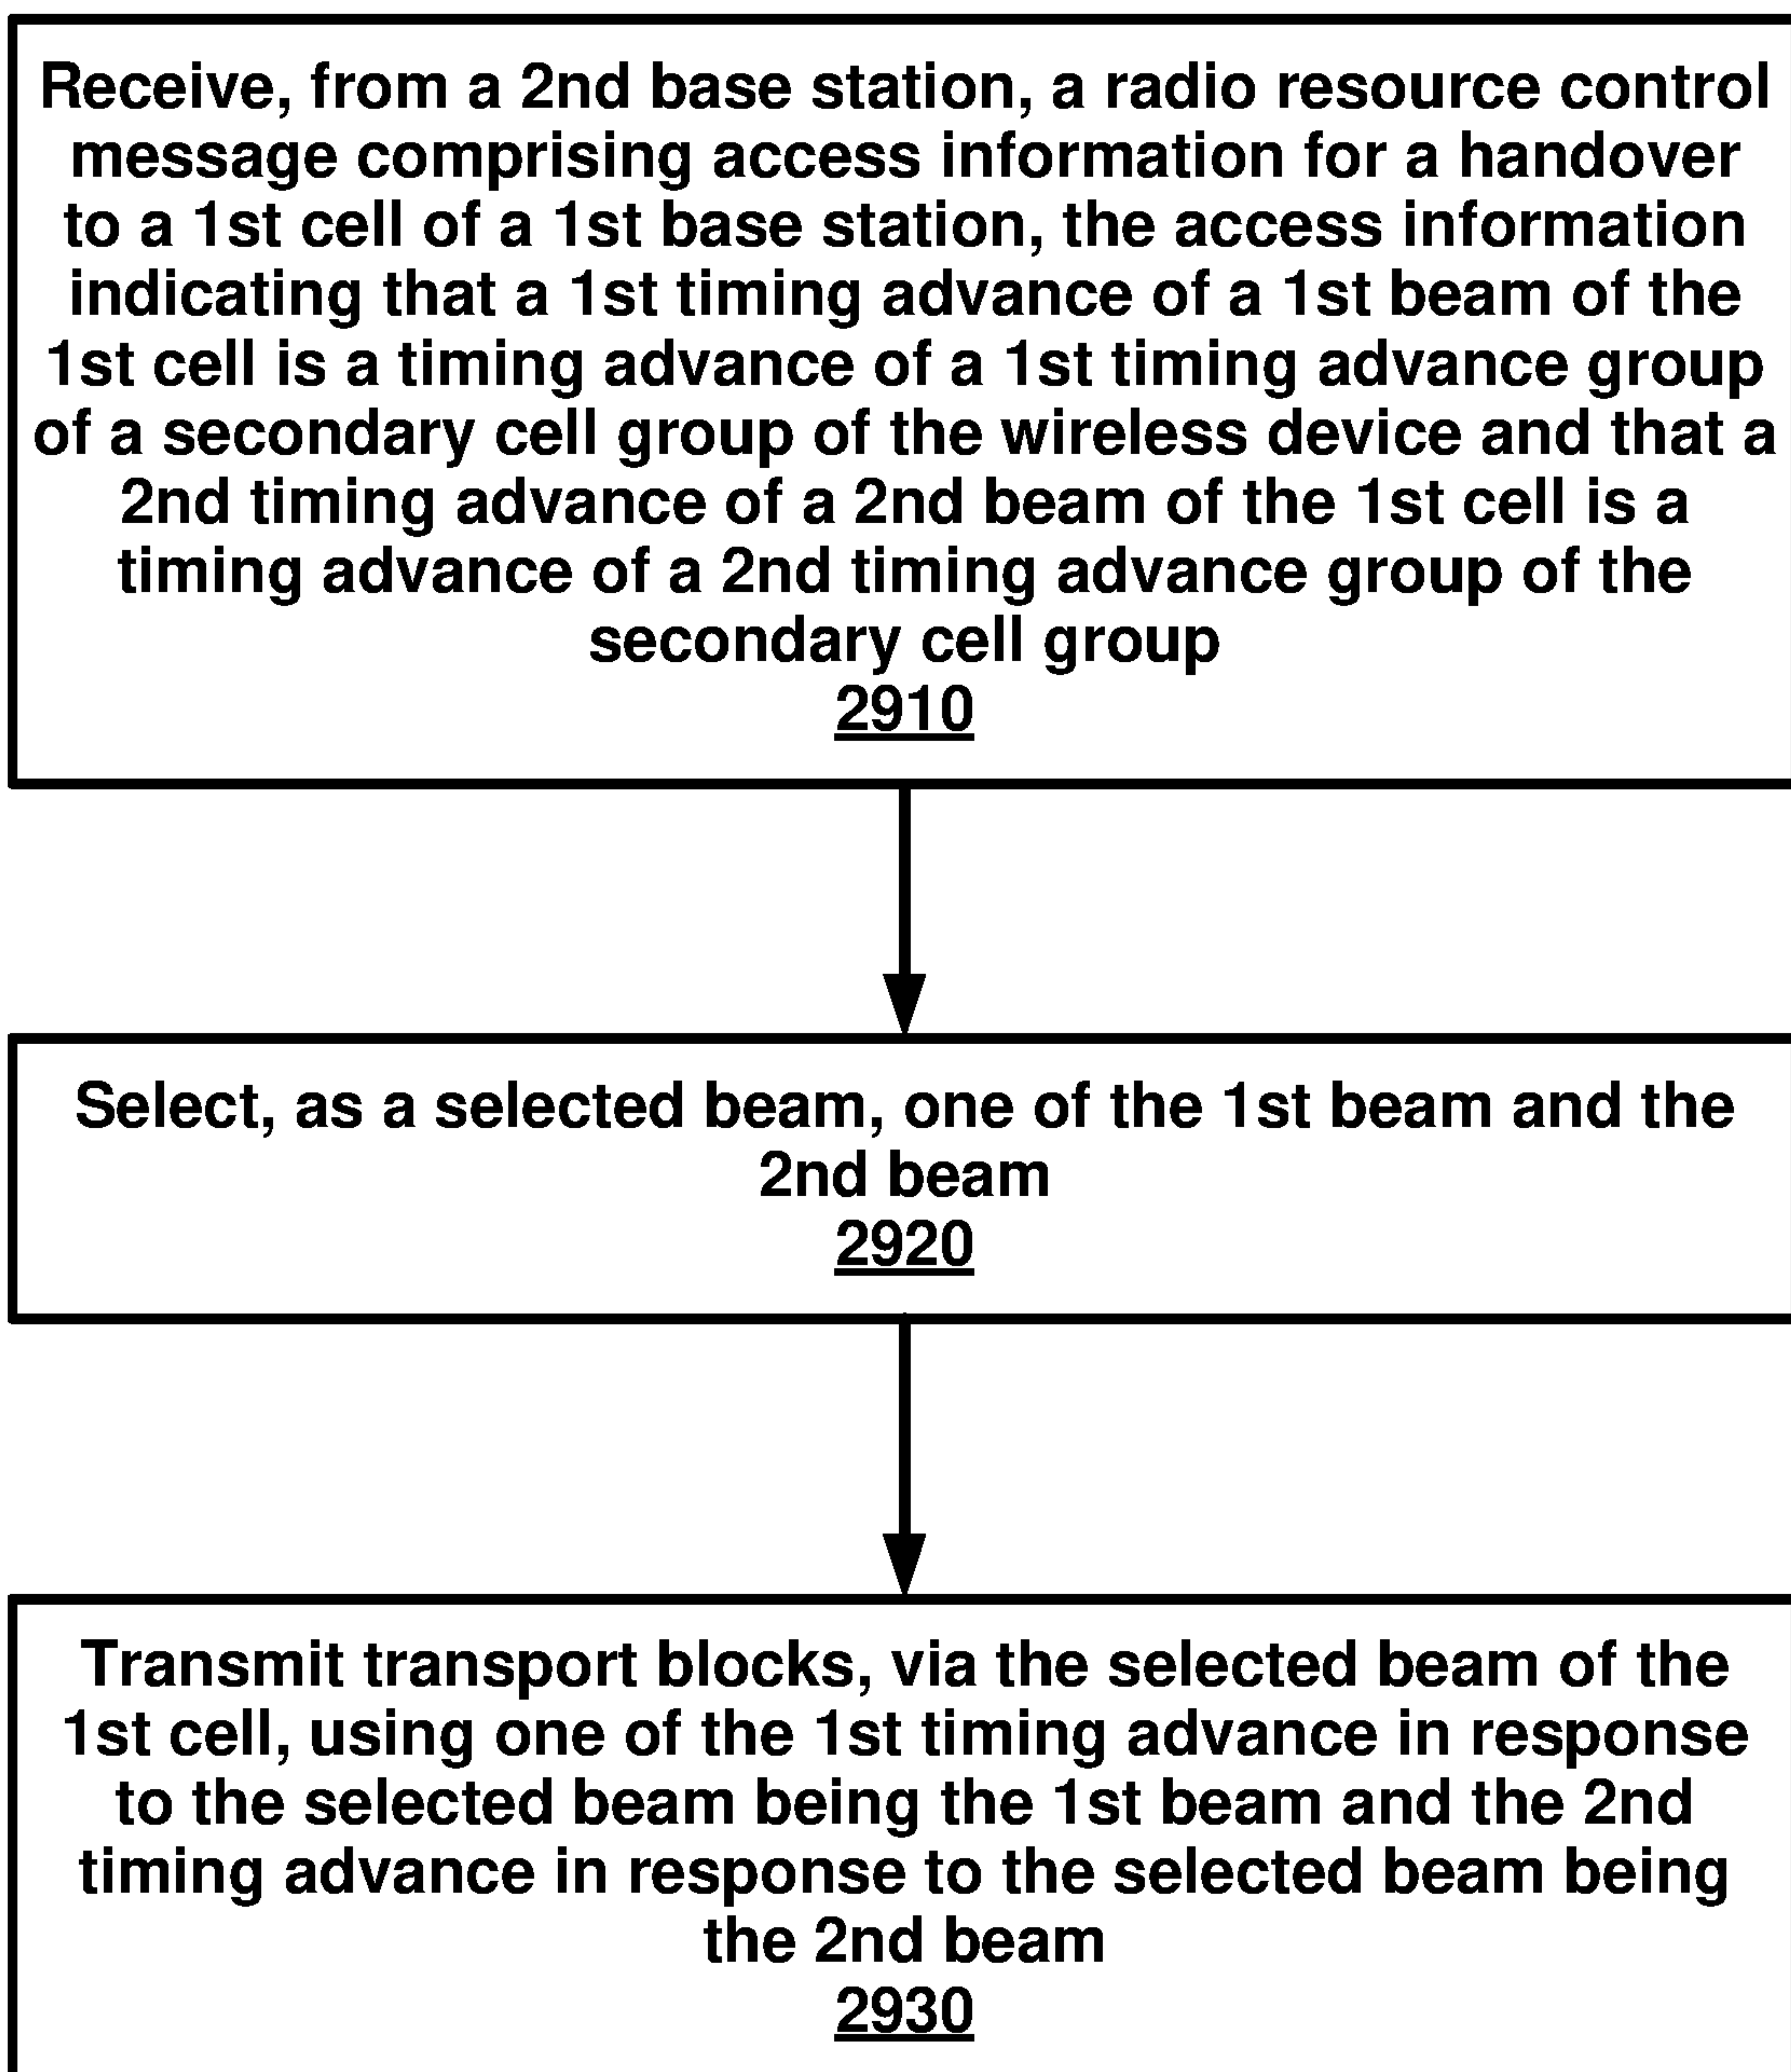 Receive, from a 2nd base station, a radio resource control
message comprising access information for a handover
to a 1st cell of a 1st base station, the access information
indicating that a 1st timing advance of a 1st beam of the
1st cell is a timing advance of a 1st timing advance group
of a secondary cell group of the wireless device and that a
2nd timing advance of a 2nd beam of the 1st cell is a
timing advance of a 2nd timing advance group of the
secondary cell group
2910
Select, as a selected beam, one of the 1st beam and the
2nd beam
2920
Transmit transport blocks, via the selected beam of the
1st cell, using one of the 1st timing advance in response
to the selected beam being the 1st beam and the 2nd
timing advance in response to the selected beam being
the 2nd beam
2930